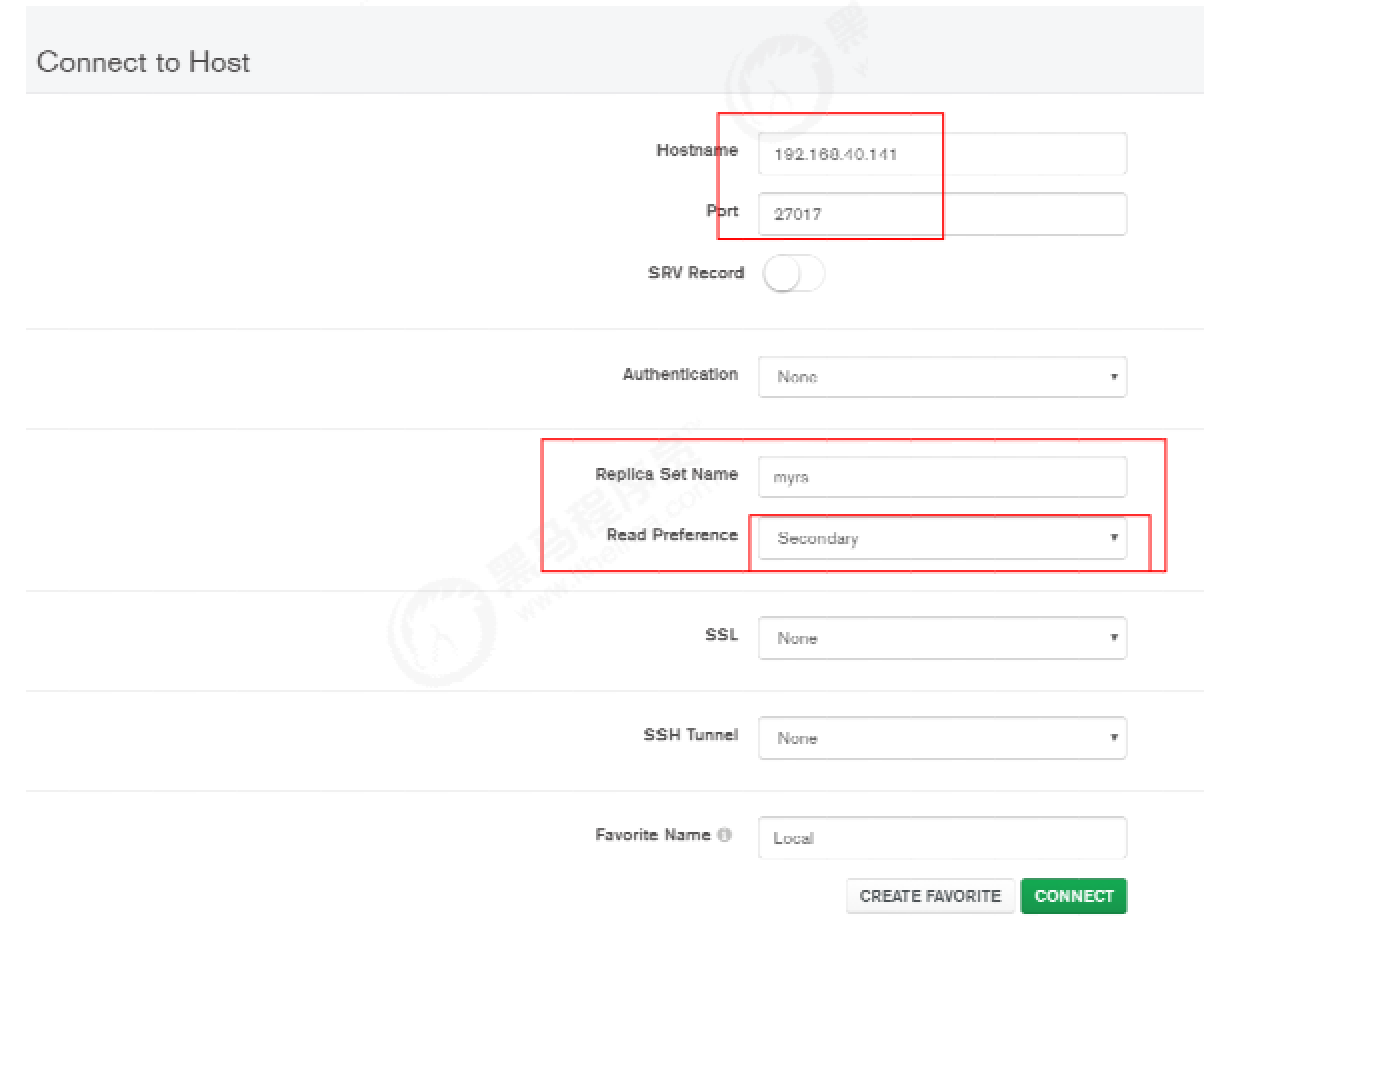 Connect to Host
Hostname 192.168.40.141
Port 27017
SRV Record
Authentication None
Replica Set Name myrs
Read Preference Secondary
SSL None
SSH Tunnel None
Favorite Name Local
CREATE FAVORITE CONNECT